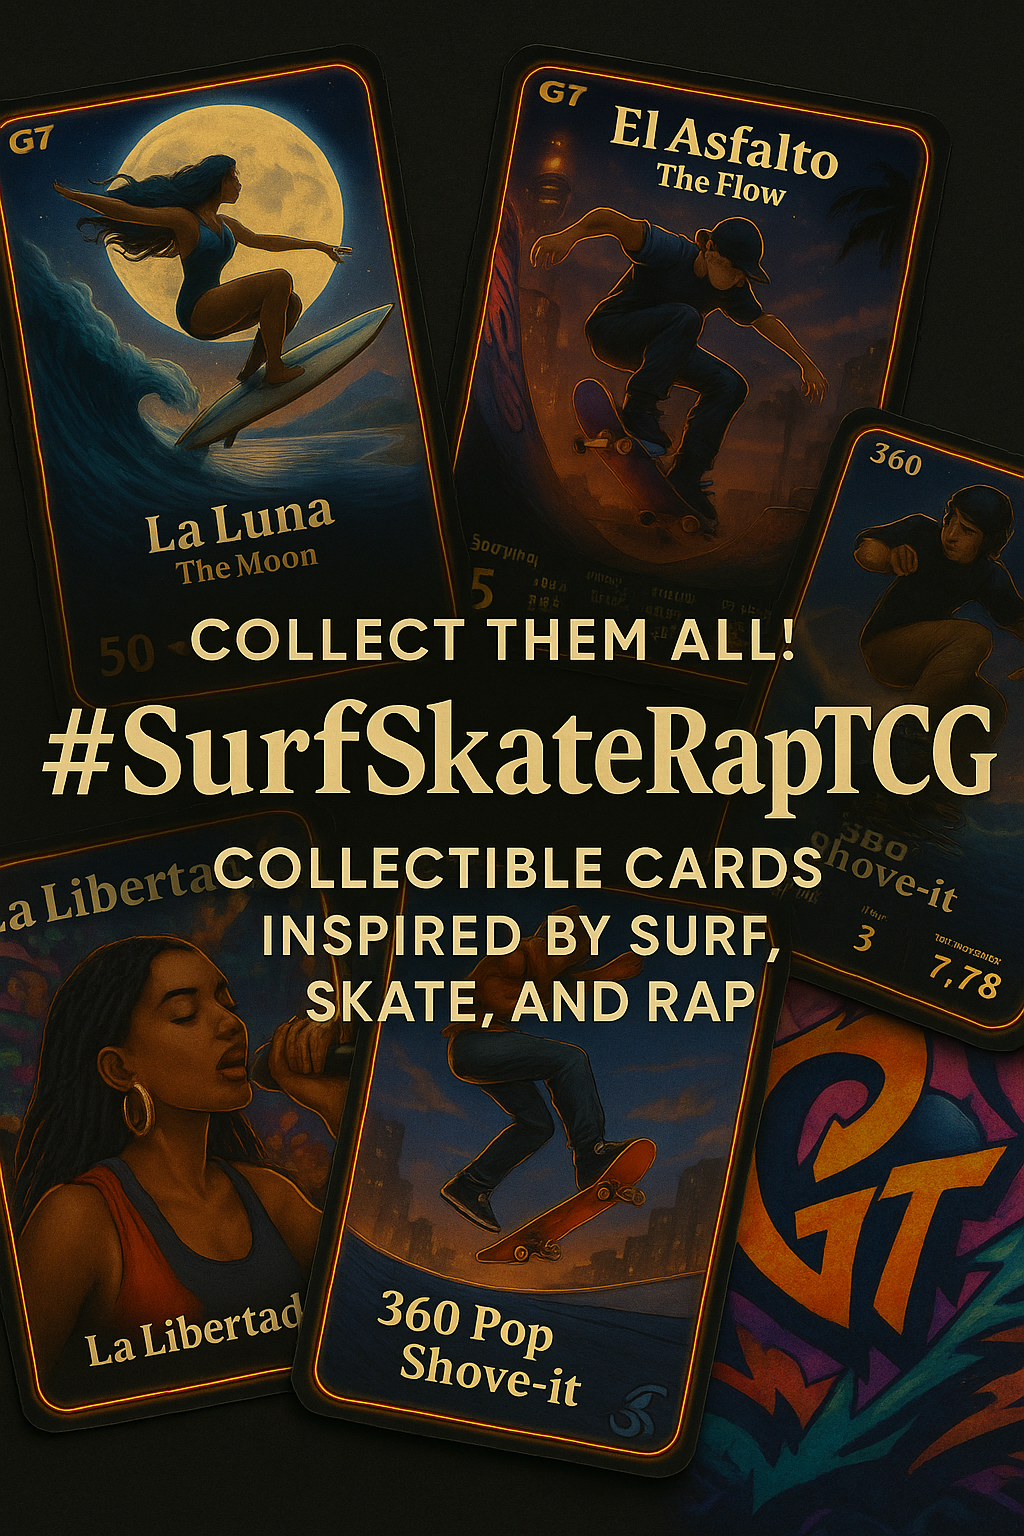 G7
La Luna
The Moon
50
G7
El Asfalto
The Flow
5
360
COLLECT THEM ALL!
#SurfSkateRapTCG
COLLECTIBLE CARDS
INSPIRED BY SURF,
SKATE, AND RAP
SBO
Shove-it
3
7,78
La Libertad
La Libertad
360 Pop
Shove-it
GT